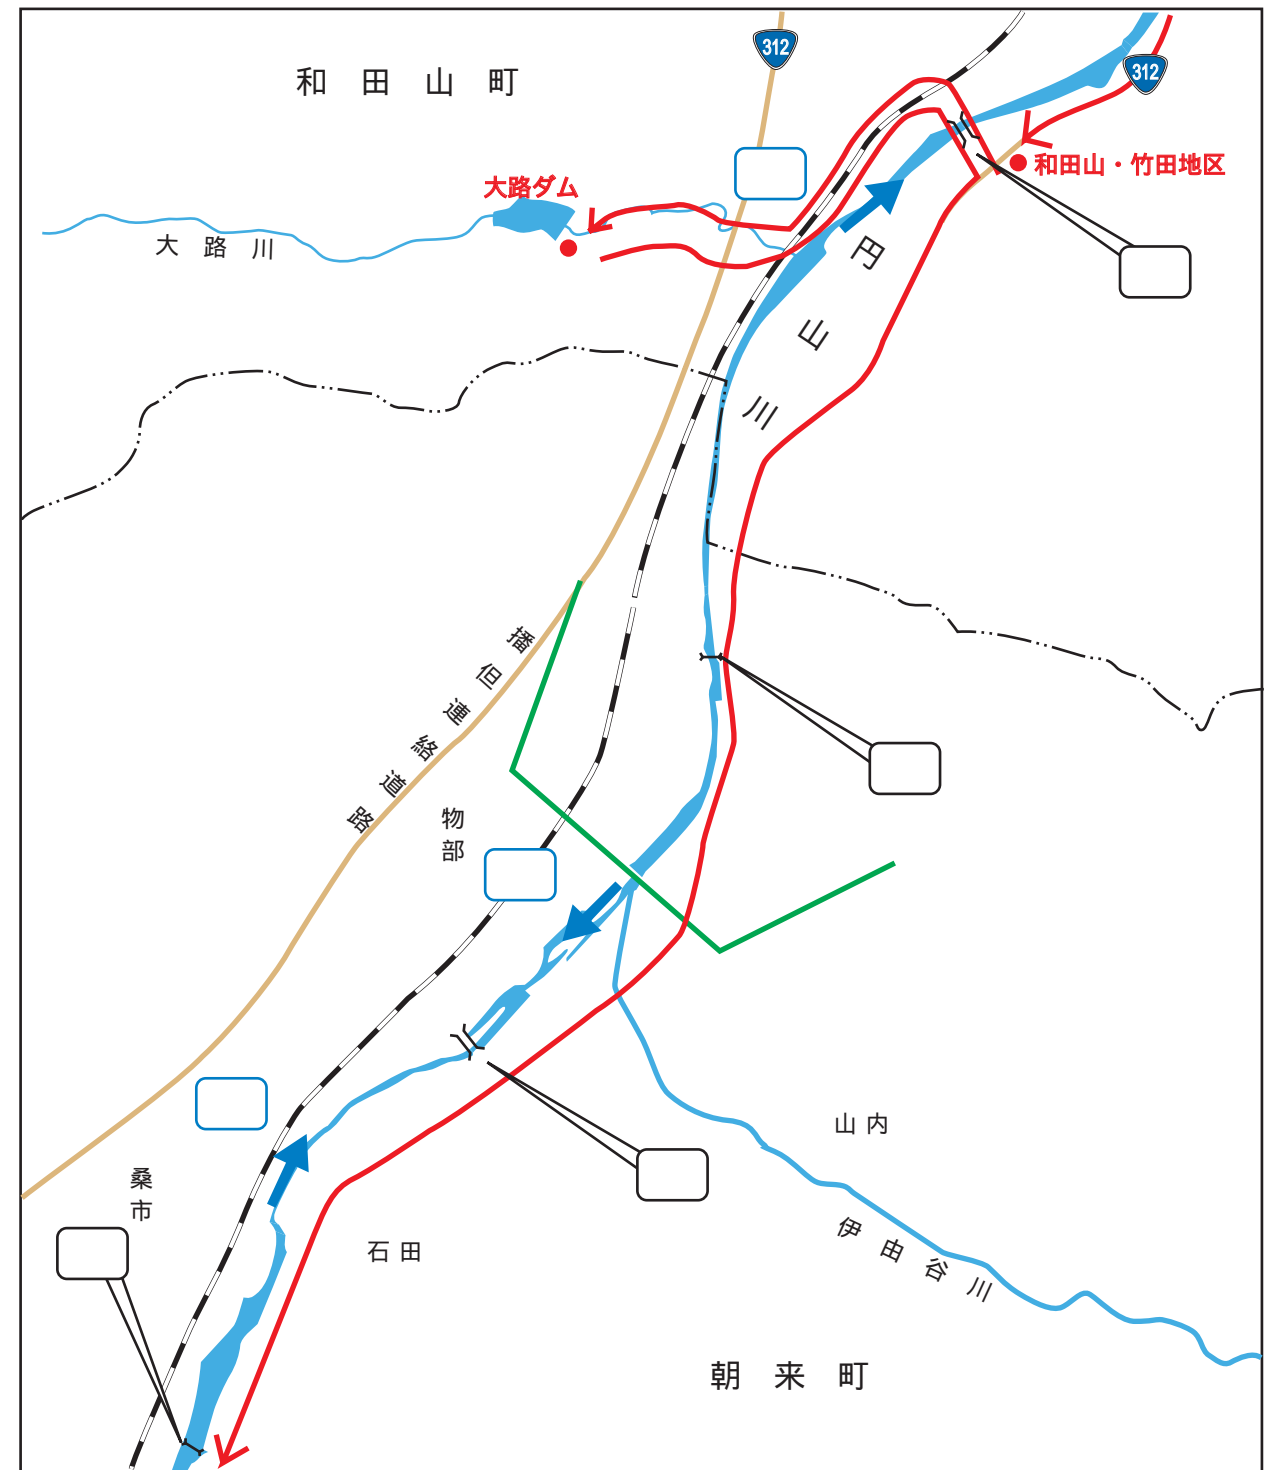 312
和田山町
312
和田山・竹田地区
大路ダム
大路川
円山川
播但連絡道路
物部
山内
桑市
伊由谷川
石田
朝来町